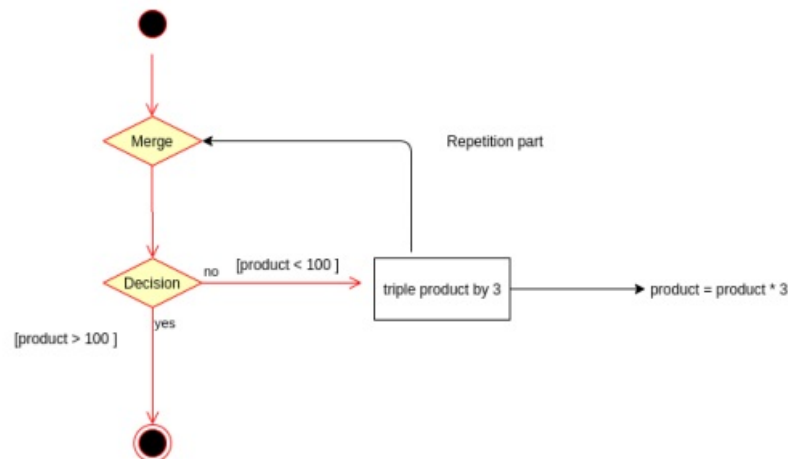 Merge
Repetition part
Decision
no
[product < 100 ]
triple product by 3
product = product * 3
yes
[product > 100 ]